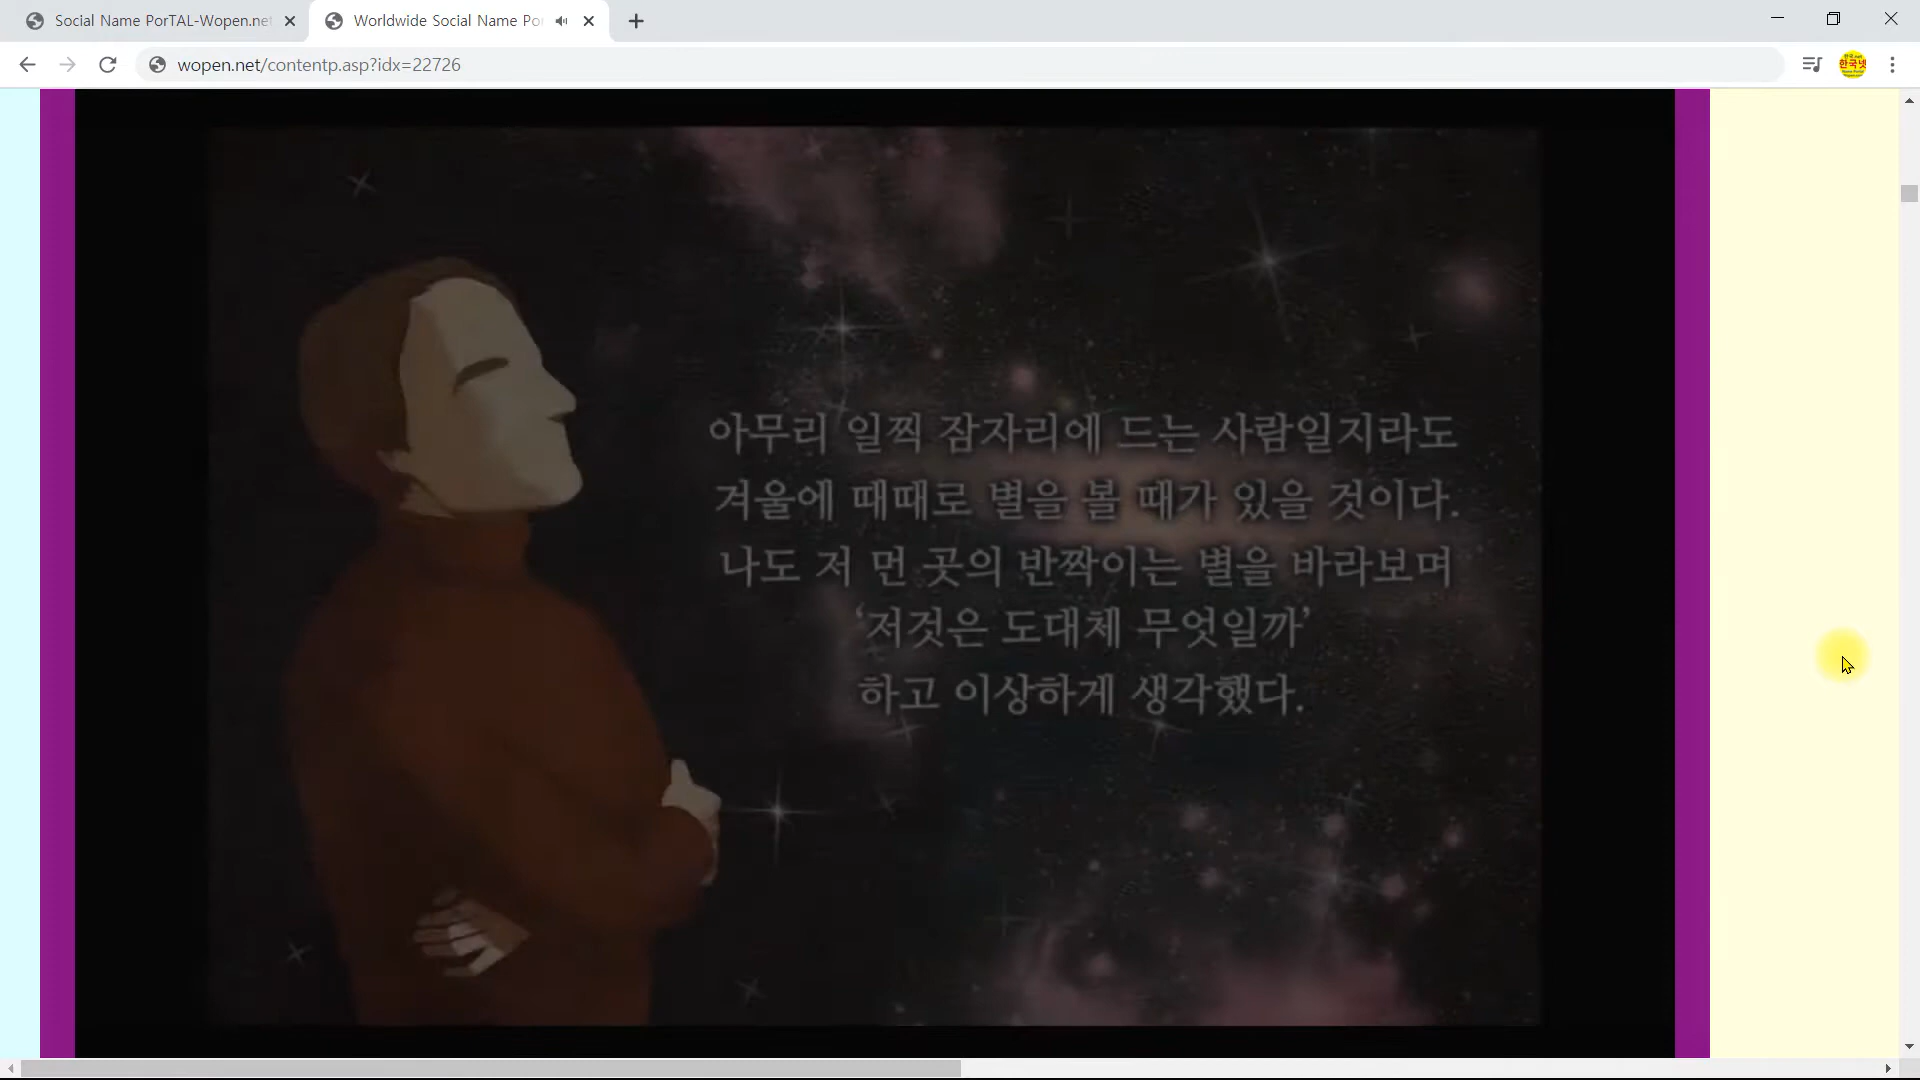 Social Name PorTAL-Wopen.net
Worldwide Social Name Po
wopen.net/contentp.asp?idx=22726
한국넷
아무리 일찍 잠자리에 드는 사람일지라도
겨울에 때때로 별을 볼 때가 있을 것이다.
나도 저 먼 곳의 반짝이는 별을 바라보며
‘저것은 도대체 무엇일까’
하고 이상하게 생각했다.